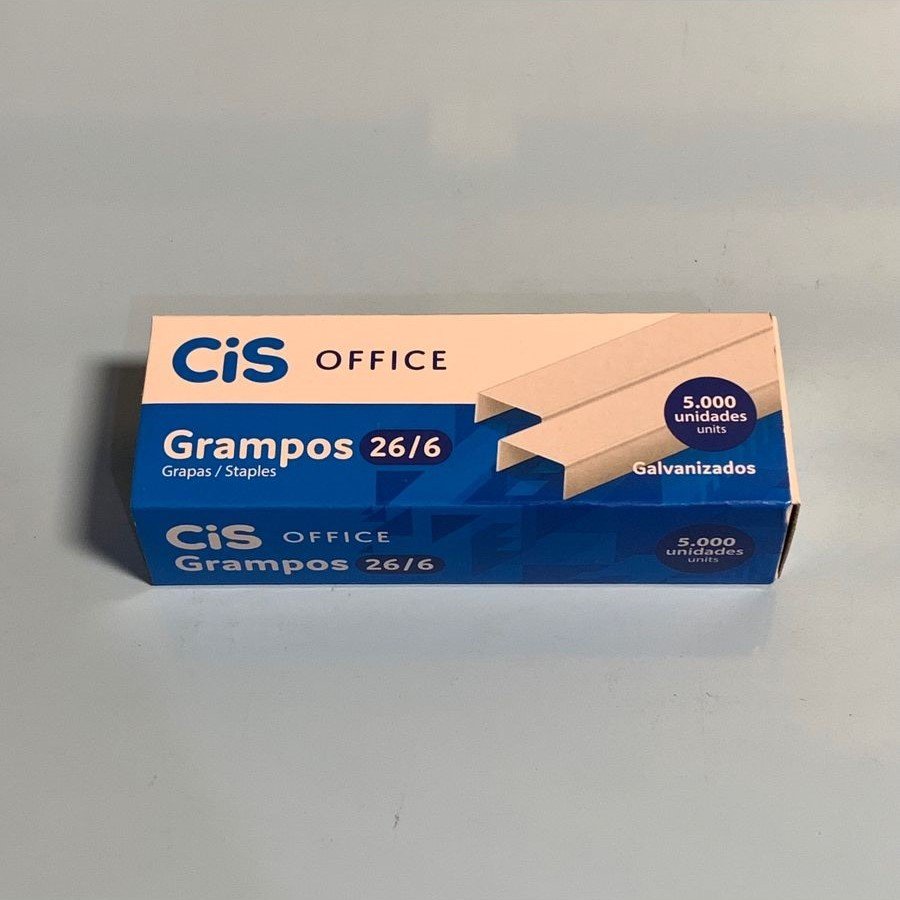 CiS OFFICE
5.000
unidades
units
Grampos 26/6
Grapas / Staples
Galvanizados
CiS OFFICE
Grampos 26/6
5.000
unidades
units